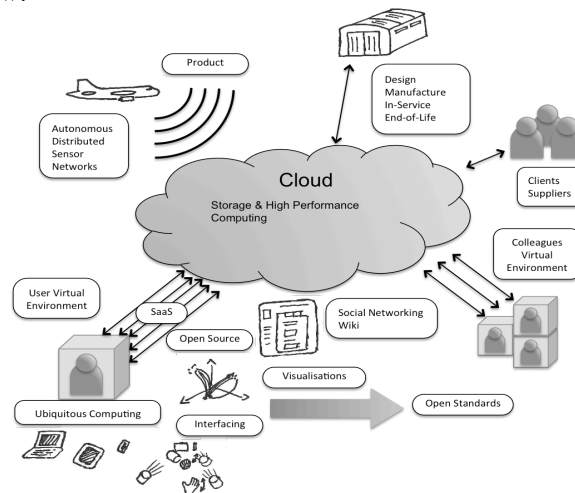 Product
Design
Manufacture
In-Service
End-of-Life
Autonomous
Distributed
Sensor
Networks
Cloud
Storage & High Performance
Computing
Clients
Suppliers
Colleagues
Virtual
Environment
User Virtual
Environment
SaaS
Social Networking
Wiki
Open Source
Visualisations
Open Standards
Ubiquitous Computing
Interfacing